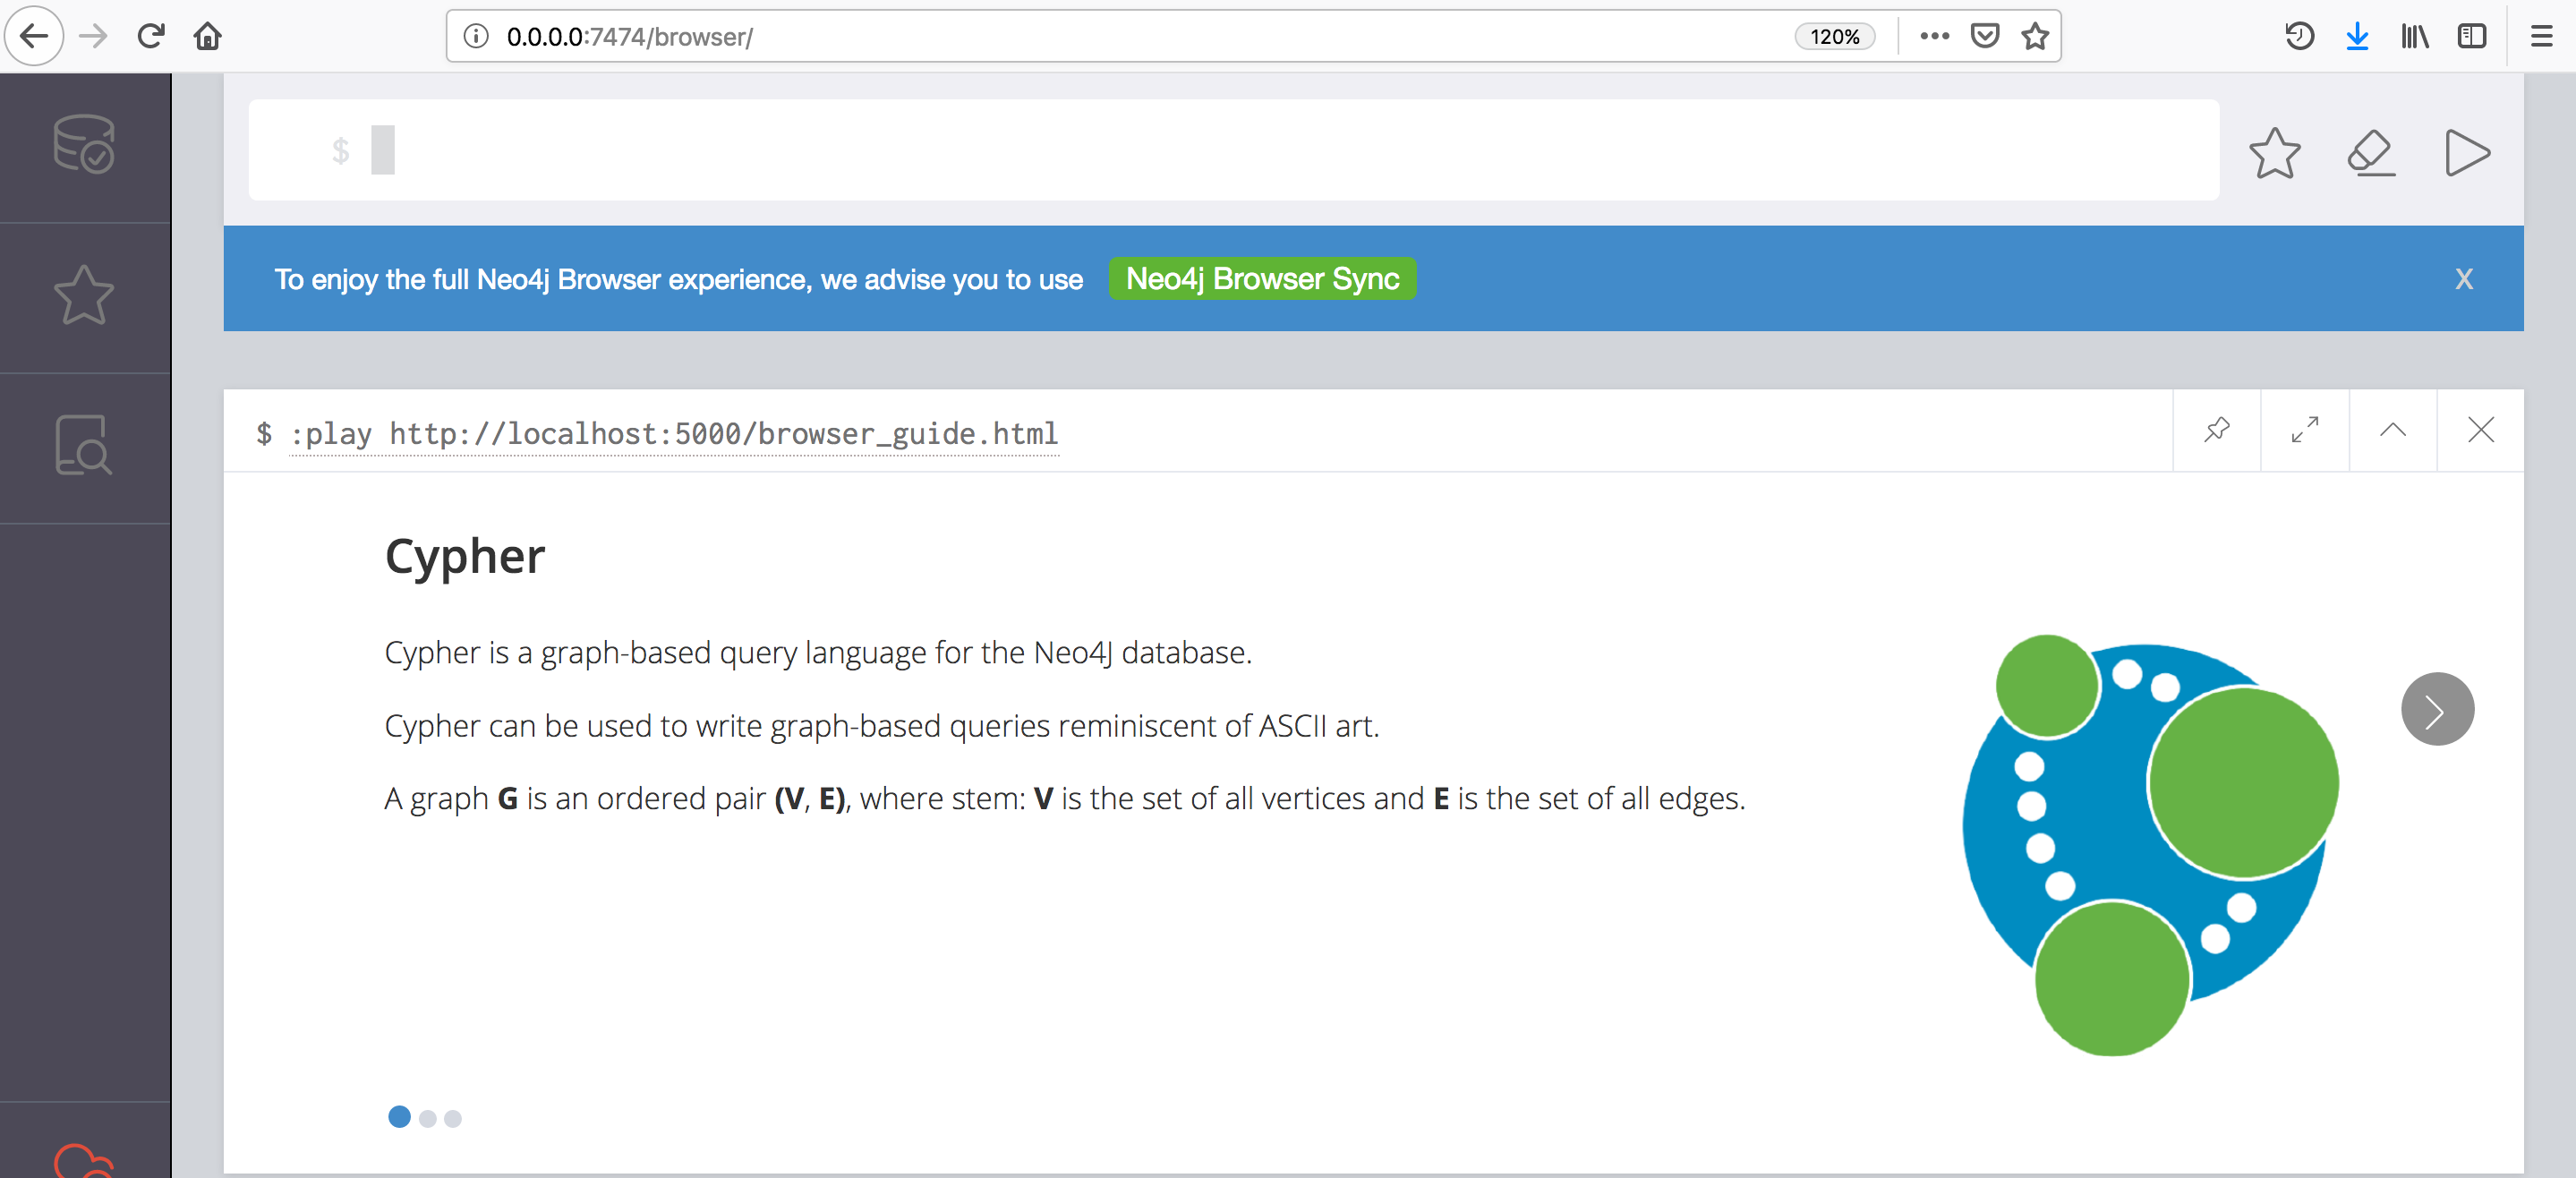 0.0.0.0:7474/browser/
120%
$
To enjoy the full Neo4j Browser experience, we advise you to use Neo4j Browser Sync X
$ :play http://localhost:5000/browser_guide.html
Cypher
Cypher is a graph-based query language for the Neo4J database.
Cypher can be used to write graph-based queries reminiscent of ASCII art.
A graph G is an ordered pair (V, E), where stem: V is the set of all vertices and E is the set of all edges.